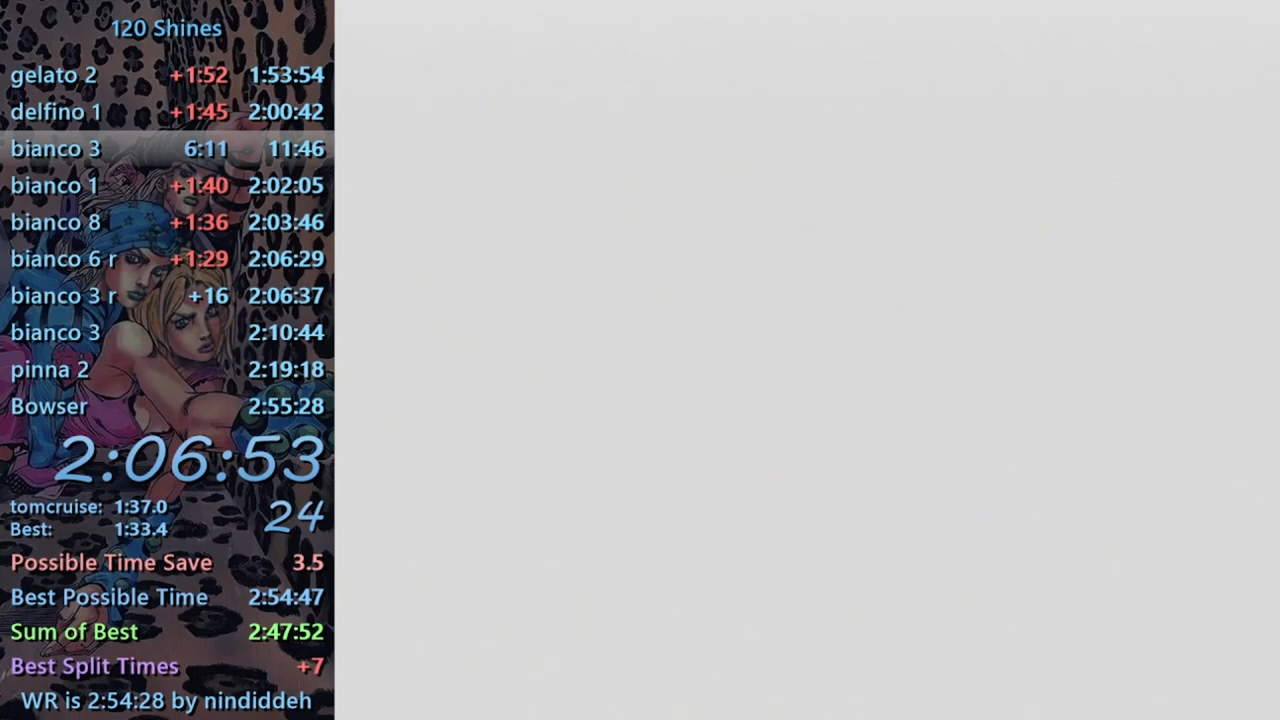 120 Shines
gelato 2 +1:52 1:53:54
delfino 1 +1:45 2:00:42
bianco 3 6:11 11:46
bianco 1 +1:40 2:02:05
bianco 8 +1:36 2:03:46
bianco 6 r +1:29 2:06:29
bianco 3 r +16 2:06:37
bianco 3 2:10:44
pinna 2 2:19:18
Bowser 2:55:28
2:06:53
tomcruise: 1:37.0 24
Best: 1:33.4
Possible Time Save 3.5
Best Possible Time 2:54:47
Sum of Best 2:47:52
Best Split Times +7
WR is 2:54:28 by nindiddeh